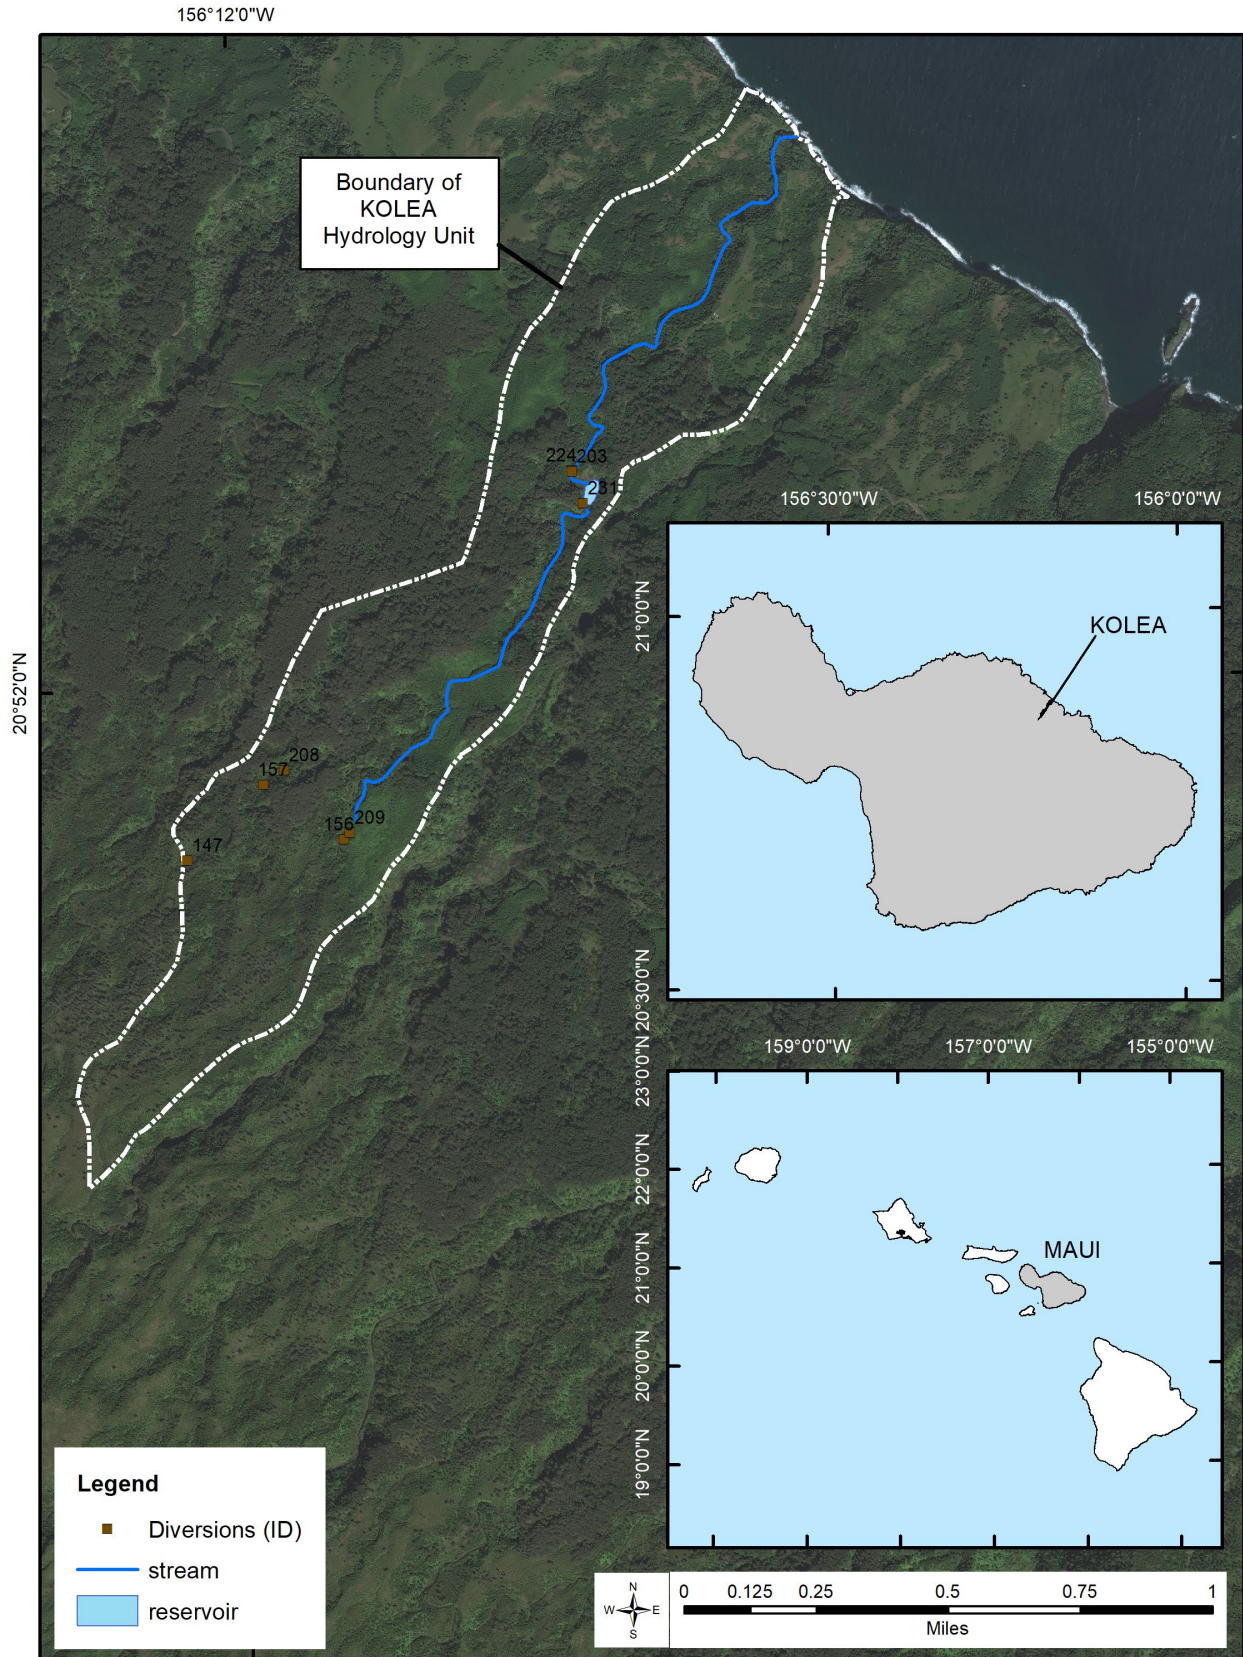 156°12'0"W
Boundary of
KOLEA
Hydrology Unit
224203
231
156°30'0"W
156°0'0"W
21°0'0"N
KOLEA
20°52'0"N
208
157
209
156
147
20°30'0"N
159°0'0"W
157°0'0"W
155°0'0"W
23°0'0"N
22°0'0"N
MAUI
21°0'0"N
20°0'0"N
19°0'0"N
Legend
Diversions (ID)
stream
reservoir
N
W
E
S
0 0.125 0.25 0.5 0.75 1
Miles